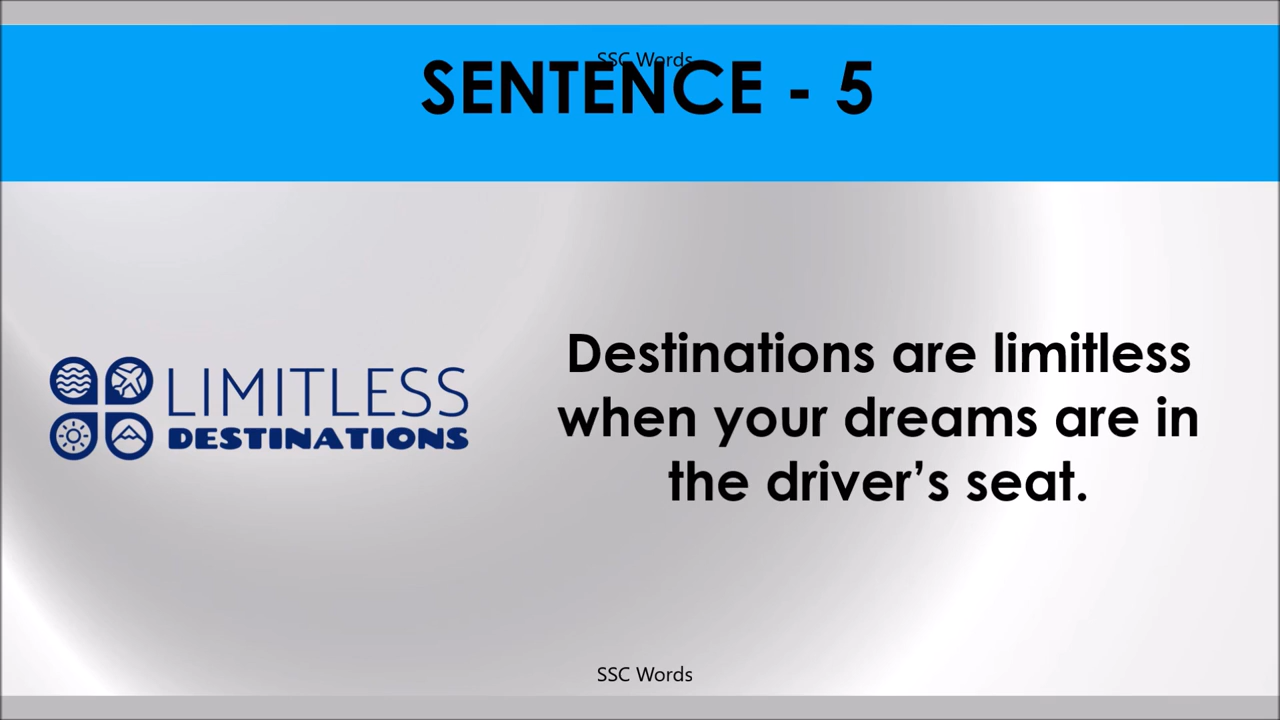 SSC Words
SENTENCE - 5
LIMITLESS
DESTINATIONS
Destinations are limitless
when your dreams are in
the driver’s seat.
SSC Words